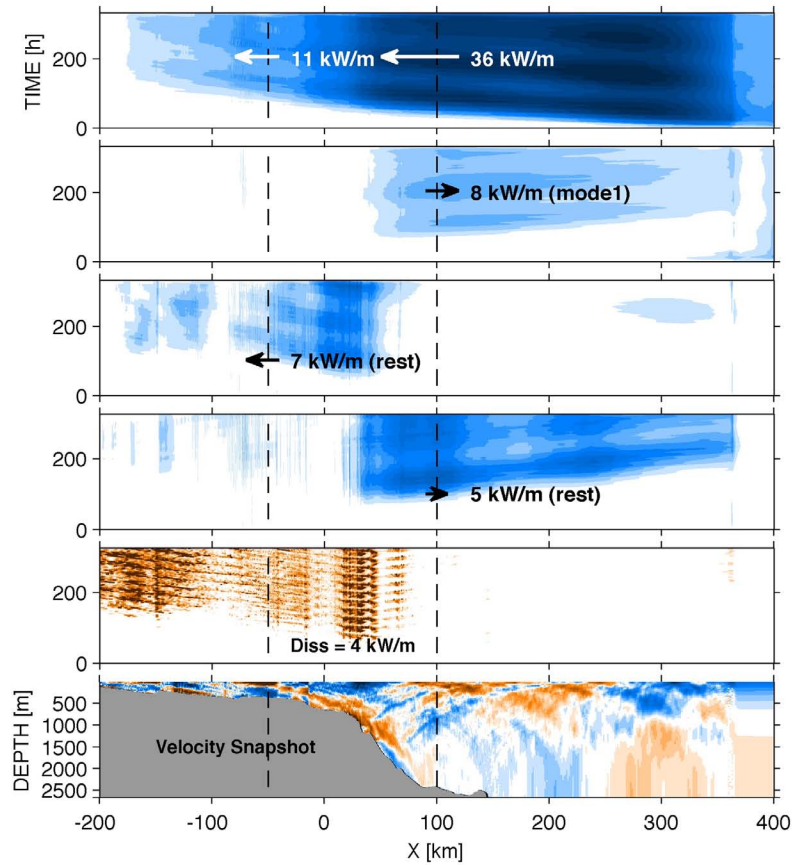 TIME [h]
200
0
11 kW/m
36 kW/m
200
0
8 kW/m (mode1)
200
0
7 kW/m (rest)
200
0
5 kW/m (rest)
200
0
Diss = 4 kW/m
DEPTH [m]
500
1000
1500
2000
2500
Velocity Snapshot
-200 -100 0 100 200 300 400
X [km]